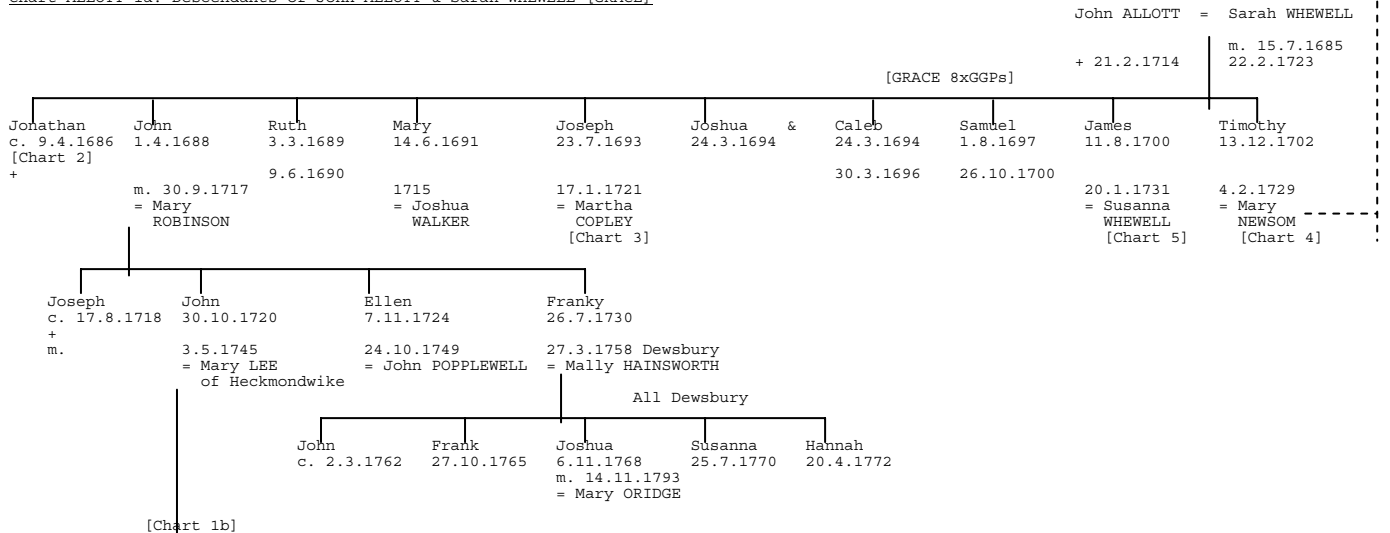 Chart ALLOTT 1a: Descendants of John ALLOTT & Sarah WHEWELL [GRACE]
John ALLOTT = Sarah WHEWELL
m. 15.7.1685
+ 21.2.1714 22.2.1723
[GRACE 8xGGPs]
Jonathan John Ruth Mary Joseph Joshua & Caleb Samuel James Timothy
c. 9.4.1686 1.4.1688 3.3.1689 14.6.1691 23.7.1693 24.3.1694 24.3.1694 1.8.1697 11.8.1700 13.12.1702
[Chart 2]
+ 9.6.1690 30.3.1696 26.10.1700
m. 30.9.1717 1715 17.1.1721 20.1.1731 4.2.1729
= Mary = Joshua = Martha = Susanna = Mary
ROBINSON WALKER COPLEY WHEWELL NEWSOM
[Chart 3] [Chart 5] [Chart 4]
Joseph John Ellen Franky
c. 17.8.1718 30.10.1720 7.11.1724 26.7.1730
+
m. 3.5.1745 24.10.1749 27.3.1758 Dewsbury
= Mary LEE = John POPPLEWELL = Mally HAINSWORTH
of Heckmondwike
All Dewsbury
John Frank Joshua Susanna Hannah
c. 2.3.1762 27.10.1765 6.11.1768 25.7.1770 20.4.1772
m. 14.11.1793
= Mary ORIDGE
[Chart 1b]